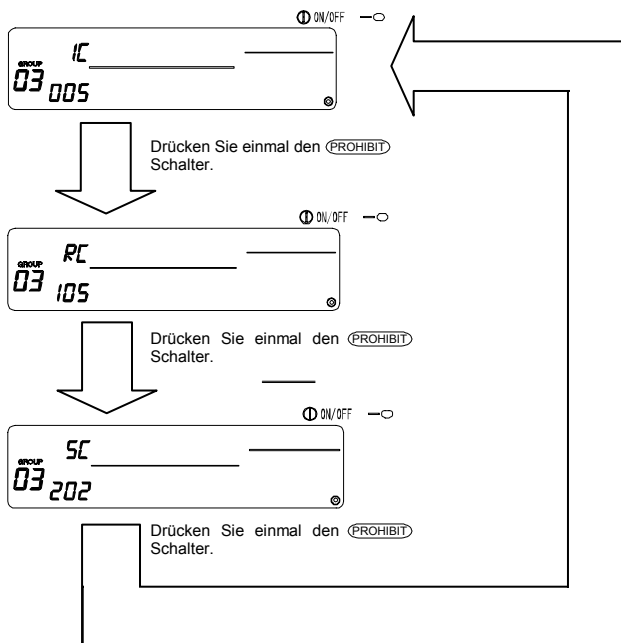 ON/OFF
IC
GROUP
03 005
Drücken Sie einmal den PROHIBIT
Schalter.
ON/OFF
RC
GROUP
03 105
Drücken Sie einmal den PROHIBIT
Schalter.
ON/OFF
SC
GROUP
03 202
Drücken Sie einmal den PROHIBIT
Schalter.